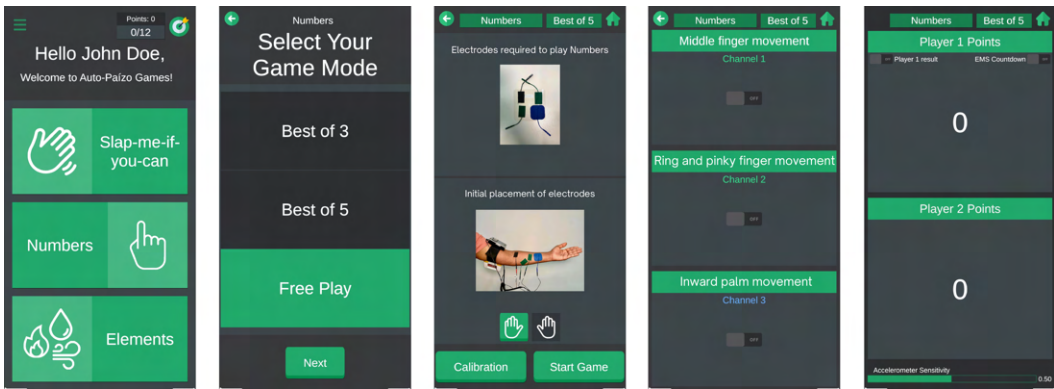 Points: 0
0/12
Hello John Doe,
Welcome to Auto-Paízo Games!
Slap-me-if-
you-can
Numbers
Elements
Numbers
Select Your
Game Mode
Best of 3
Best of 5
Free Play
Next
Numbers
Best of 5
Electrodes required to play Numbers
Initial placement of electrodes
Calibration
Start Game
Numbers
Best of 5
Middle finger movement
Channel 1
OFF
Ring and pinky finger movement
Channel 2
OFF
Inward palm movement
Channel 3
OFF
Numbers
Best of 5
Player 1 Points
Player 1 result
EMS Countdown
0
Player 2 Points
0
Accelerometer Sensitivity
0.50